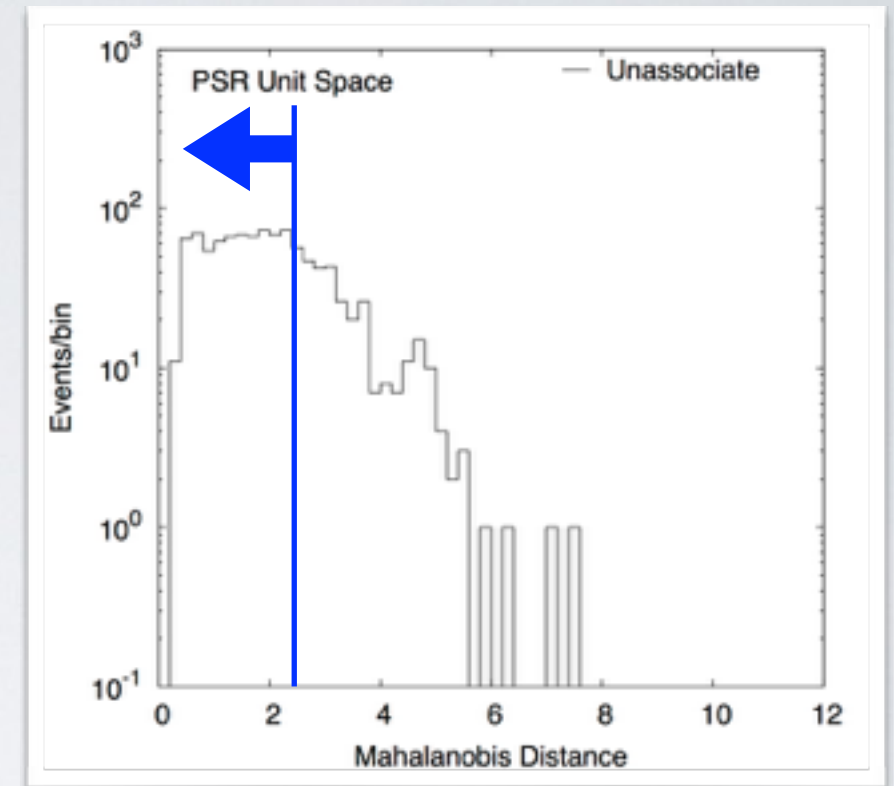 10^3
PSR Unit Space
Unassociate
10^2
10^1
10^0
10^-1
Events/bin
0 2 4 6 8 10 12
Mahalanobis Distance